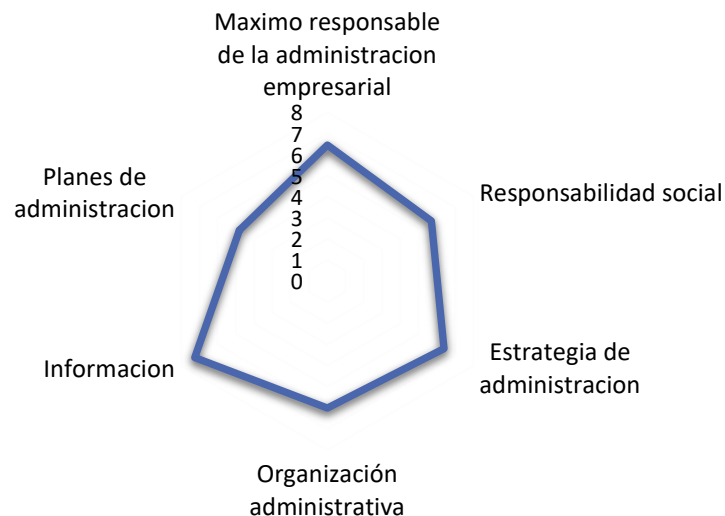 Maximo responsable
de la administracion
empresarial
8
7
6
5
4
3
2
1
0
Planes de
administracion
Responsabilidad social
Informacion
Estrategia de
administracion
Organización
administrativa